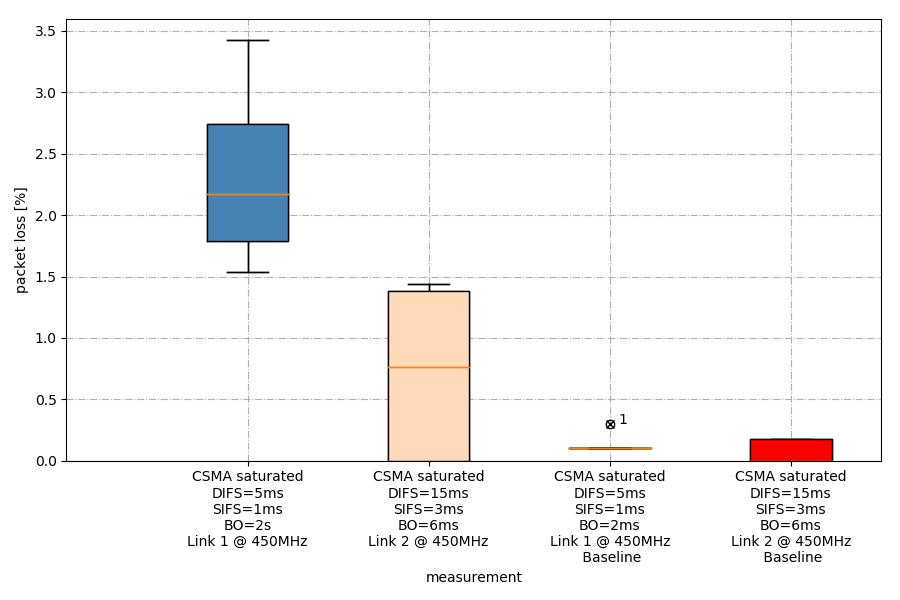 3.5
3.0
2.5
2.0
1.5
1.0
0.5
0.0
packet loss [%]
1
CSMA saturated
DIFS=5ms
SIFS=1ms
BO=2s
Link 1 @ 450MHz
CSMA saturated
DIFS=15ms
SIFS=3ms
BO=6ms
Link 2 @ 450MHz
CSMA saturated
DIFS=5ms
SIFS=1ms
BO=2ms
Link 1 @ 450MHz
Baseline
CSMA saturated
DIFS=15ms
SIFS=3ms
BO=6ms
Link 2 @ 450MHz
Baseline
measurement